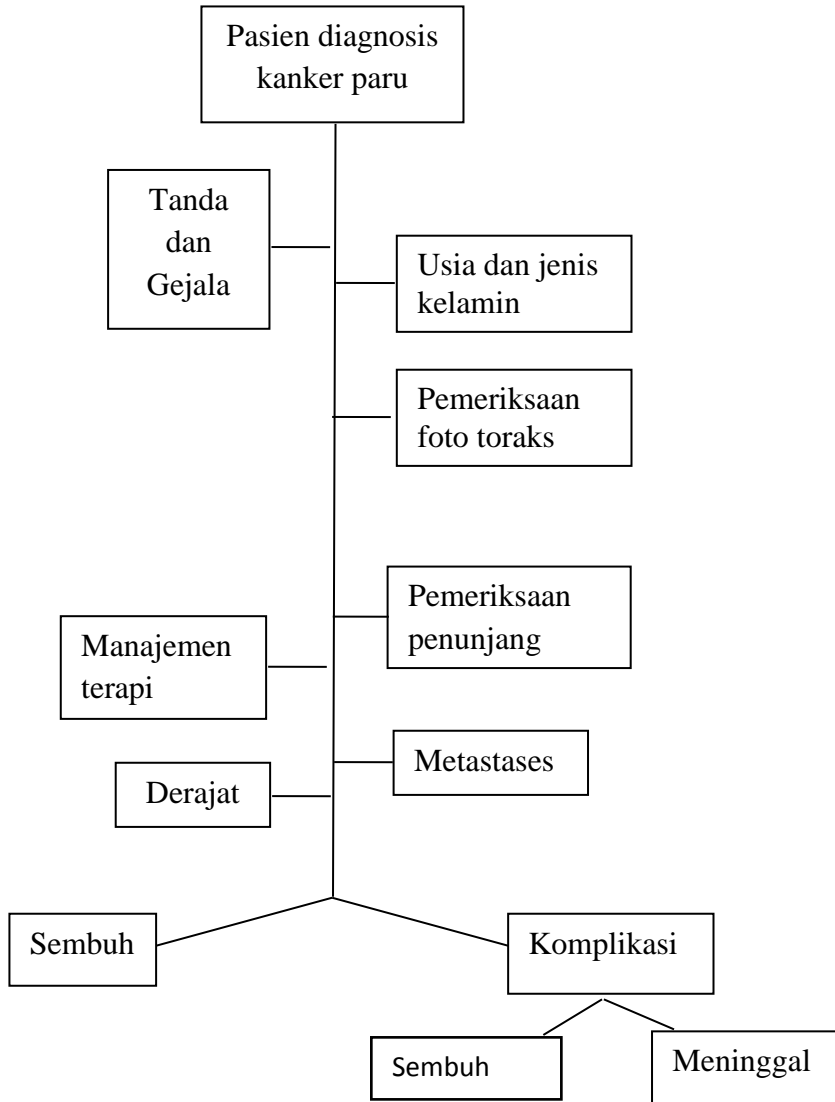 Pasien diagnosis
kanker paru
Tanda
dan
Gejala
Usia dan jenis
kelamin
Pemeriksaan
foto toraks
Pemeriksaan
penunjang
Manajemen
terapi
Metastases
Derajat
Sembuh
Komplikasi
Sembuh
Meninggal